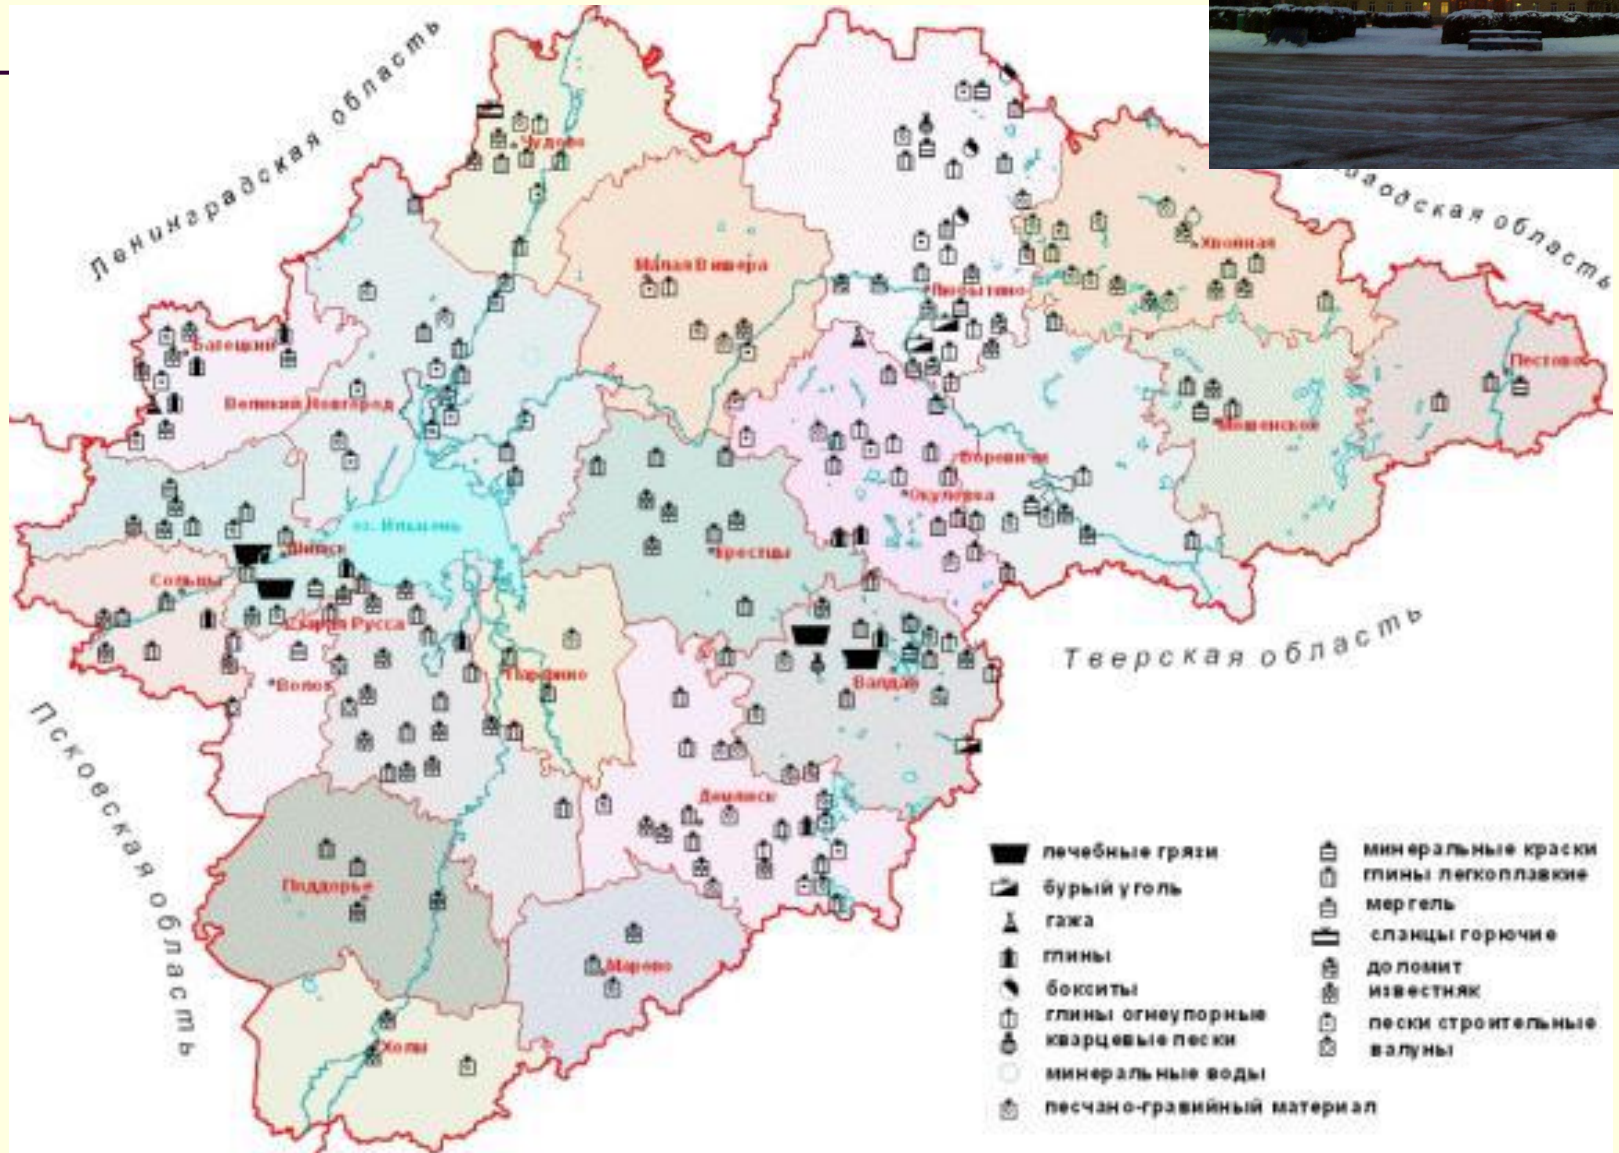 Ленинградская область
одская область
Чудово
Хвойная
Малая Вишера
Любытино
Батецкий
Пестово
Великий Новгород
Мошенское
Боровичи
Окуловка
оз. Ильмень
Шимск
Крестцы
Сольцы
Старая Русса
Тверская область
Парфино
Волот
Валдай
Псковская область
Демянск
Поддорье
Марево
Холм
лечебные грязи
бурый уголь
гажа
глины
бокситы
глины огнеупорные
кварцевые пески
минеральные воды
песчано-гравийный материал
минеральные краски
глины легкоплавкие
мергель
сланцы горючие
доломит
известняк
пески строительные
валуны